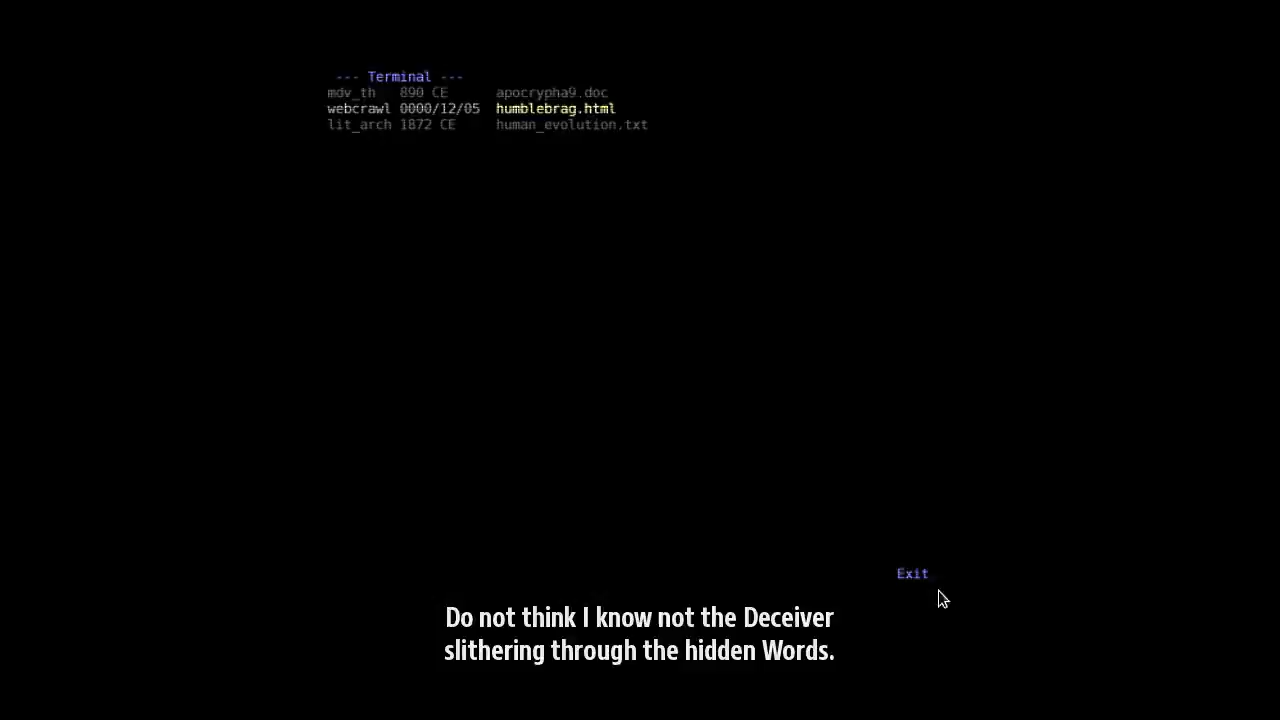 --- Terminal ---
mdv_th 890 CE apocrypha9.doc
webcrawl 0000/12/05 humblebrag.html
lit_arch 1872 CE human_evolution.txt
Exit
Do not think I know not the Deceiver
slithering through the hidden Words.